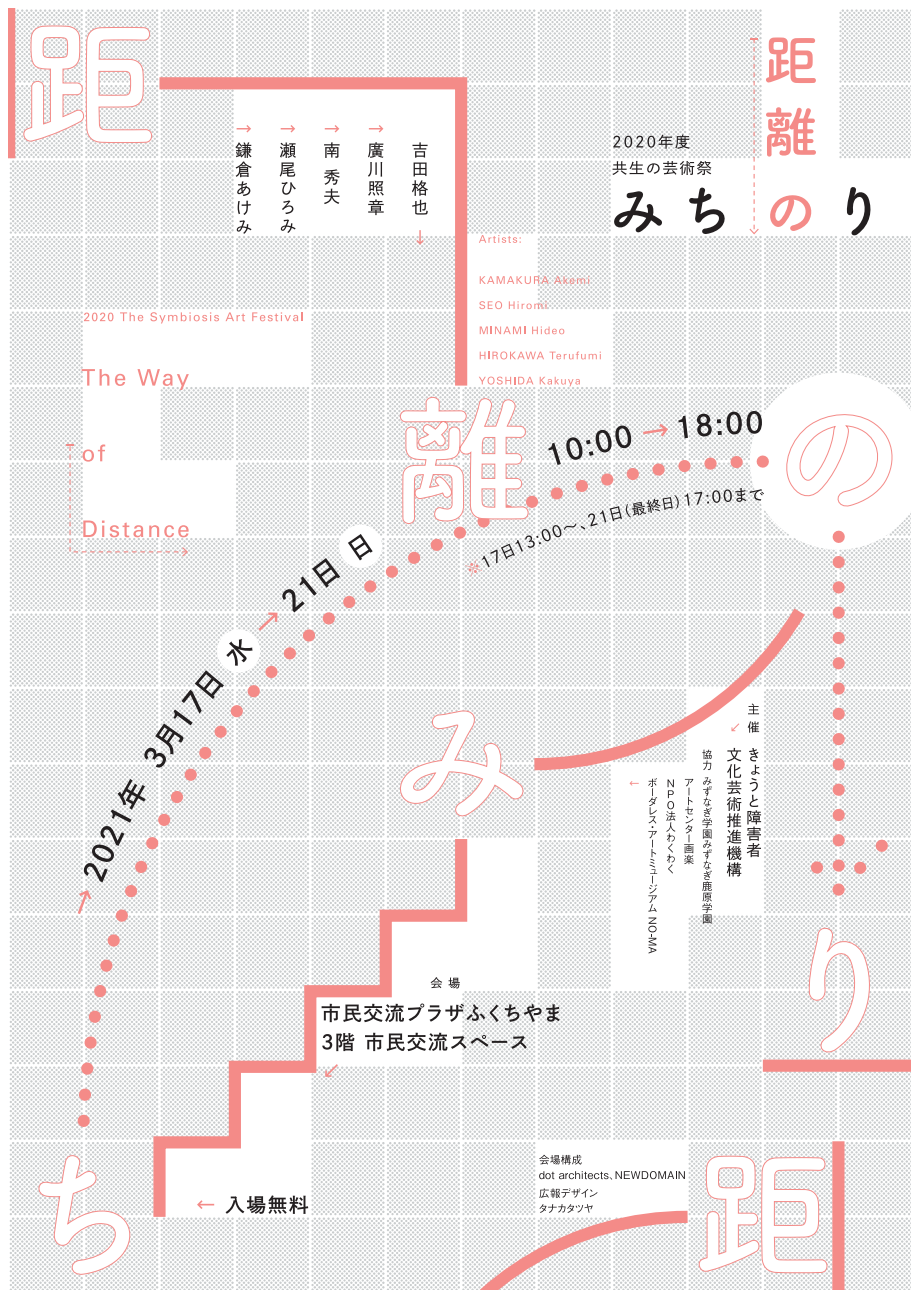 距
離
の
み
ち
り
距
距離
みちのり
2020年度
共生の芸術祭
吉田格也 ↓
→ 廣川照章
→ 南 秀夫
→ 瀬尾ひろみ
→ 鎌倉あけみ
Artists:
KAMAKURA Akemi
SEO Hiromi
MINAMI Hideo
HIROKAWA Terufumi
YOSHIDA Kakuya
2020 The Symbiosis Art Festival
The Way
of
Distance
→ 2021年 3月17日 水 → 21日 日
10:00 → 18:00
※17日13:00〜、21日(最終日)17:00まで
主催 きょうと障害者
文化芸術推進機構
協力 みずなぎ学園みずなぎ鹿原学園
アートセンター画楽
NPO法人わくわく
ボーダレス・アートミュージアム NO-MA
会場
市民交流プラザふくちやま
3階 市民交流スペース
← 入場無料
会場構成
dot architects、NEWDOMAIN
広報デザイン
タナカタツヤ